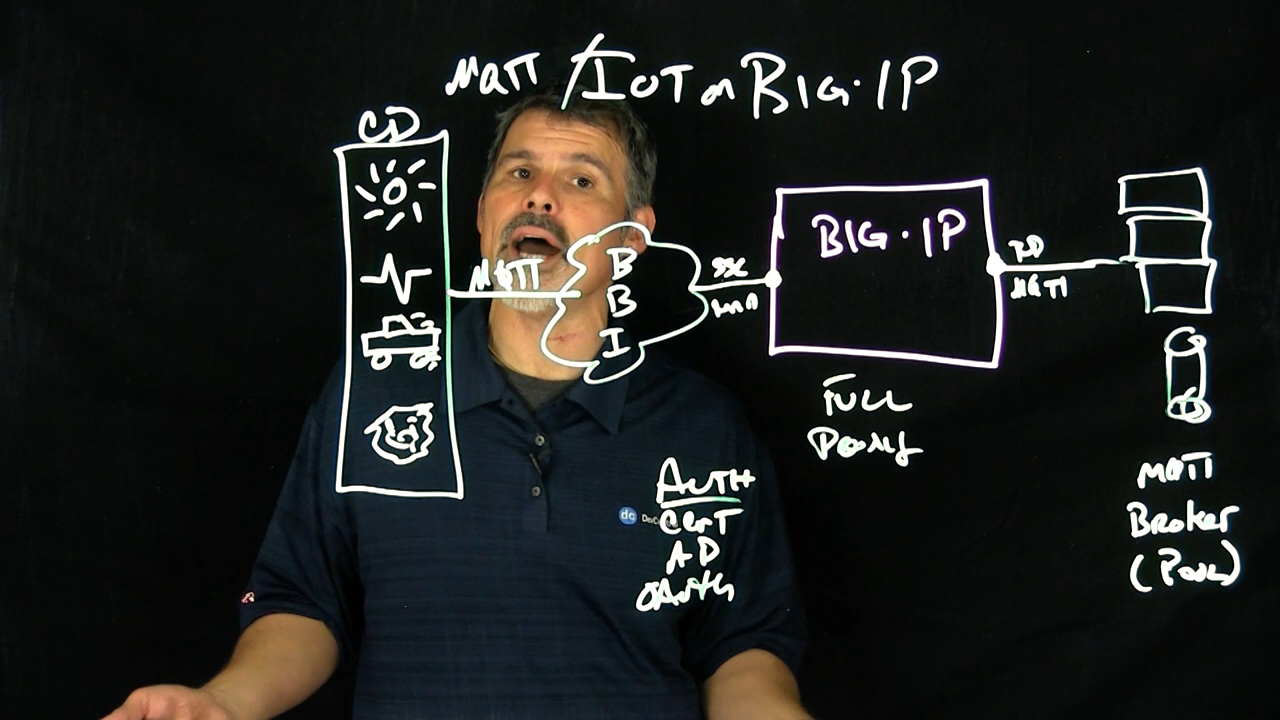 MQTT / IOT on BIG·IP
CD
MQTT
B
B
I
SSL
BIG·IP
MQTT
FULL
Proxy
AUTH
CerT
AD
OAuth
dc
MQTT
Broker
(Pool)